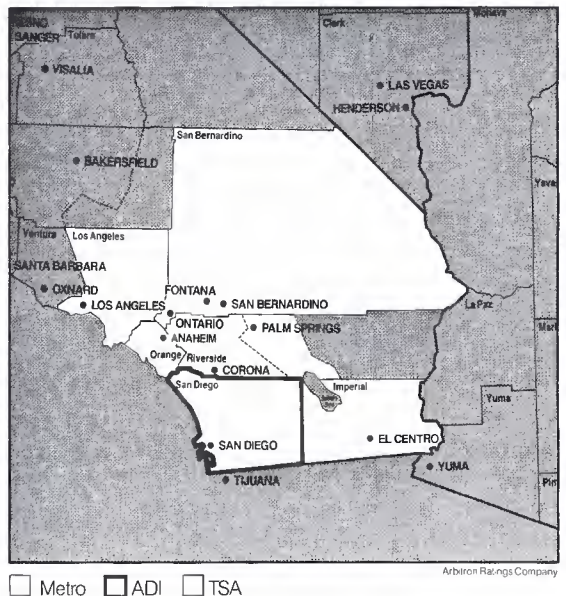 Mohave
Clark
SANGER
Tulare
VISALIA
LAS VEGAS
HENDERSON
San Bernardino
BAKERSFIELD
Yava
Ventura
Los Angeles
SANTA BARBARA
OXNARD
FONTANA
LOS ANGELES
SAN BERNARDINO
La Paz
ONTARIO
PALM SPRINGS
ANAHEIM
Orange
Riverside
CORONA
San Diego
Imperial
Yuma
SAN DIEGO
EL CENTRO
YUMA
TIJUANA
Arbitron Ratings Company
Metro ADI TSA